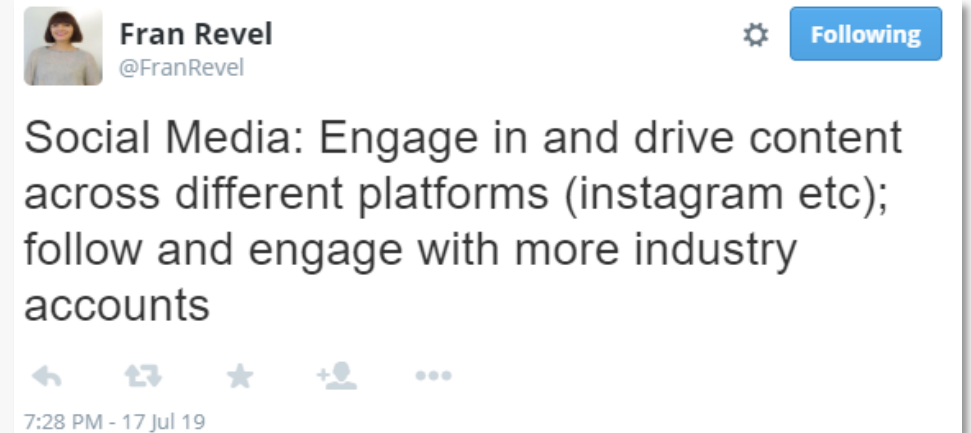 Fran Revel
Following
@FranRevel
Social Media: Engage in and drive content
across different platforms (instagram etc);
follow and engage with more industry
accounts
7:28 PM - 17 Jul 19